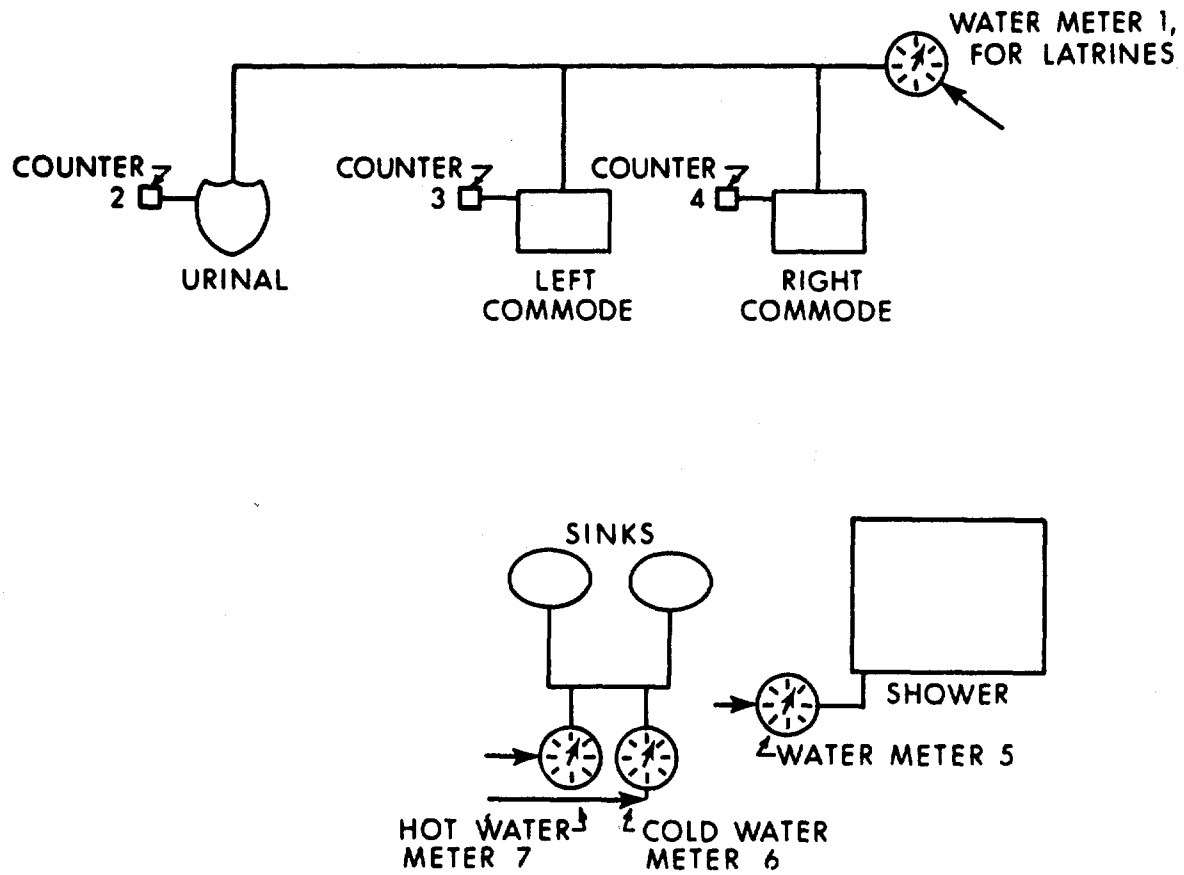 WATER METER 1,
FOR LATRINES
COUNTER
2
COUNTER
3
COUNTER
4
URINAL
LEFT
COMMODE
RIGHT
COMMODE
SINKS
SHOWER
WATER METER 5
HOT WATER
METER 7
COLD WATER
METER 6